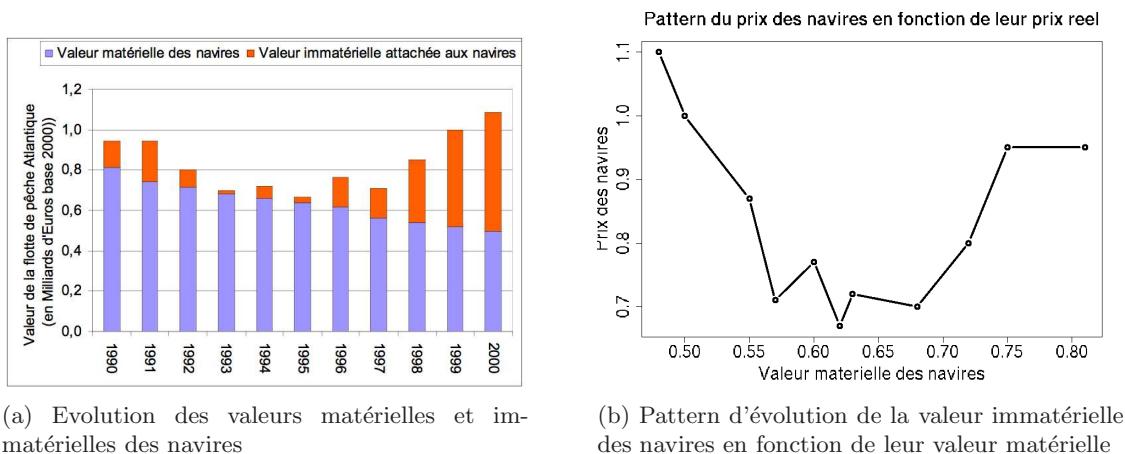 Valeur matérielle des navires Valeur immatérielle attachée aux navires
Valeur de la flotte de pêche Atlantique
(en Milliards d'Euros base 2000))
1,2
1,0
0,8
0,6
0,4
0,2
0,0
1990 1991 1992 1993 1994 1995 1996 1997 1998 1999 2000
(a) Evolution des valeurs matérielles et im-
matérielles des navires
Pattern du prix des navires en fonction de leur prix reel
Prix des navires
1.1
1.0
0.9
0.8
0.7
0.50 0.55 0.60 0.65 0.70 0.75 0.80
Valeur materielle des navires
(b) Pattern d'évolution de la valeur immatérielle
des navires en fonction de leur valeur matérielle